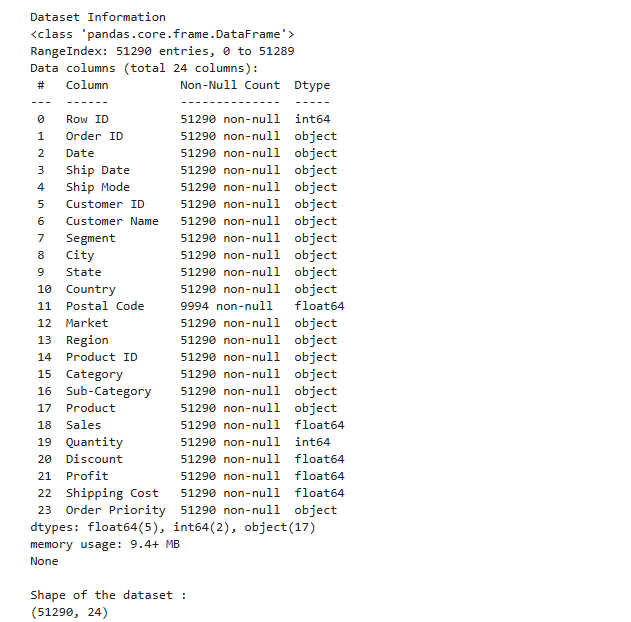 Dataset Information
<class 'pandas.core.frame.DataFrame'>
RangeIndex: 51290 entries, 0 to 51289
Data columns (total 24 columns):
 #   Column          Non-Null Count  Dtype
---  ------          --------------  -----
 0   Row ID          51290 non-null  int64
 1   Order ID        51290 non-null  object
 2   Date            51290 non-null  object
 3   Ship Date       51290 non-null  object
 4   Ship Mode       51290 non-null  object
 5   Customer ID     51290 non-null  object
 6   Customer Name   51290 non-null  object
 7   Segment         51290 non-null  object
 8   City            51290 non-null  object
 9   State           51290 non-null  object
 10  Country         51290 non-null  object
 11  Postal Code     9994 non-null   float64
 12  Market          51290 non-null  object
 13  Region          51290 non-null  object
 14  Product ID      51290 non-null  object
 15  Category        51290 non-null  object
 16  Sub-Category    51290 non-null  object
 17  Product         51290 non-null  object
 18  Sales           51290 non-null  float64
 19  Quantity        51290 non-null  int64
 20  Discount        51290 non-null  float64
 21  Profit          51290 non-null  float64
 22  Shipping Cost   51290 non-null  float64
 23  Order Priority  51290 non-null  object
dtypes: float64(5), int64(2), object(17)
memory usage: 9.4+ MB
None

Shape of the dataset :
(51290, 24)